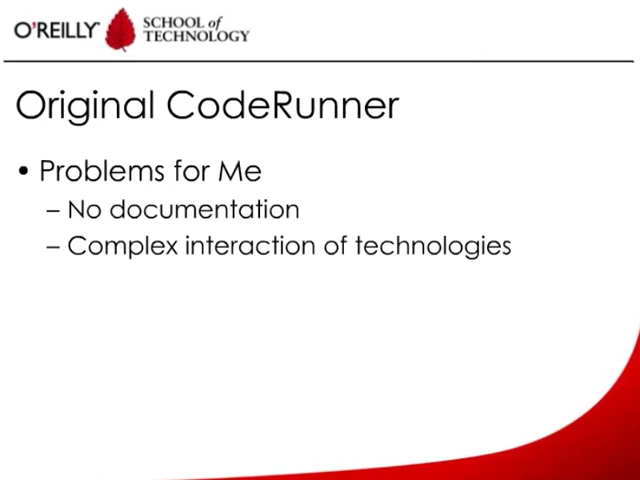 O'REILLY SCHOOL of
TECHNOLOGY
Original CodeRunner
• Problems for Me
– No documentation
– Complex interaction of technologies